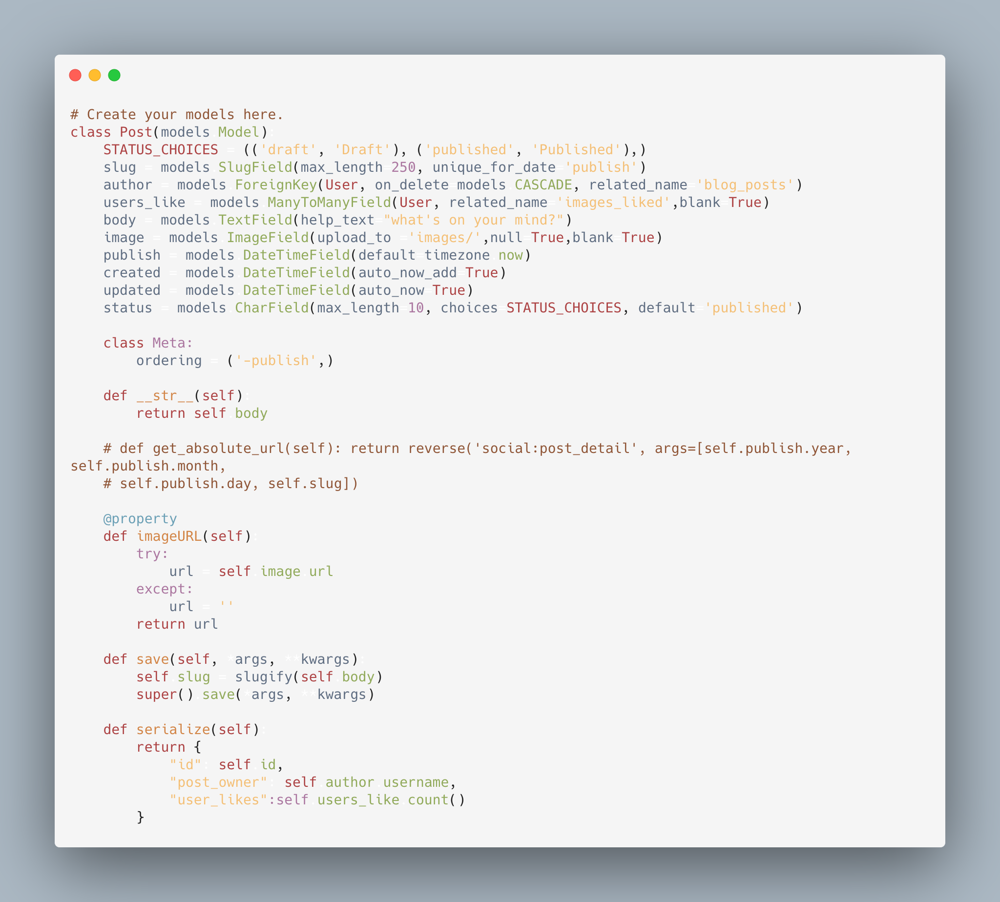 # Create your models here.
class Post(models.Model):
    STATUS_CHOICES = (('draft', 'Draft'), ('published', 'Published'),)
    slug = models.SlugField(max_length=250, unique_for_date='publish')
    author = models.ForeignKey(User, on_delete=models.CASCADE, related_name='blog_posts')
    users_like = models.ManyToManyField(User, related_name='images_liked',blank=True)
    body = models.TextField(help_text="what's on your mind?")
    image = models.ImageField(upload_to ='images/',null=True,blank=True)
    publish = models.DateTimeField(default=timezone.now)
    created = models.DateTimeField(auto_now_add=True)
    updated = models.DateTimeField(auto_now=True)
    status = models.CharField(max_length=10, choices=STATUS_CHOICES, default='published')

    class Meta:
        ordering = ('-publish',)

    def __str__(self):
        return self.body

    # def get_absolute_url(self): return reverse('social:post_detail', args=[self.publish.year,
self.publish.month,
    # self.publish.day, self.slug])

    @property
    def imageURL(self):
        try:
            url = self.image.url
        except:
            url = ''
        return url

    def save(self, *args, **kwargs):
        self.slug = slugify(self.body)
        super().save(*args, **kwargs)

    def serialize(self):
        return {
            "id": self.id,
            "post_owner": self.author.username,
            "user_likes":self.users_like.count()
        }